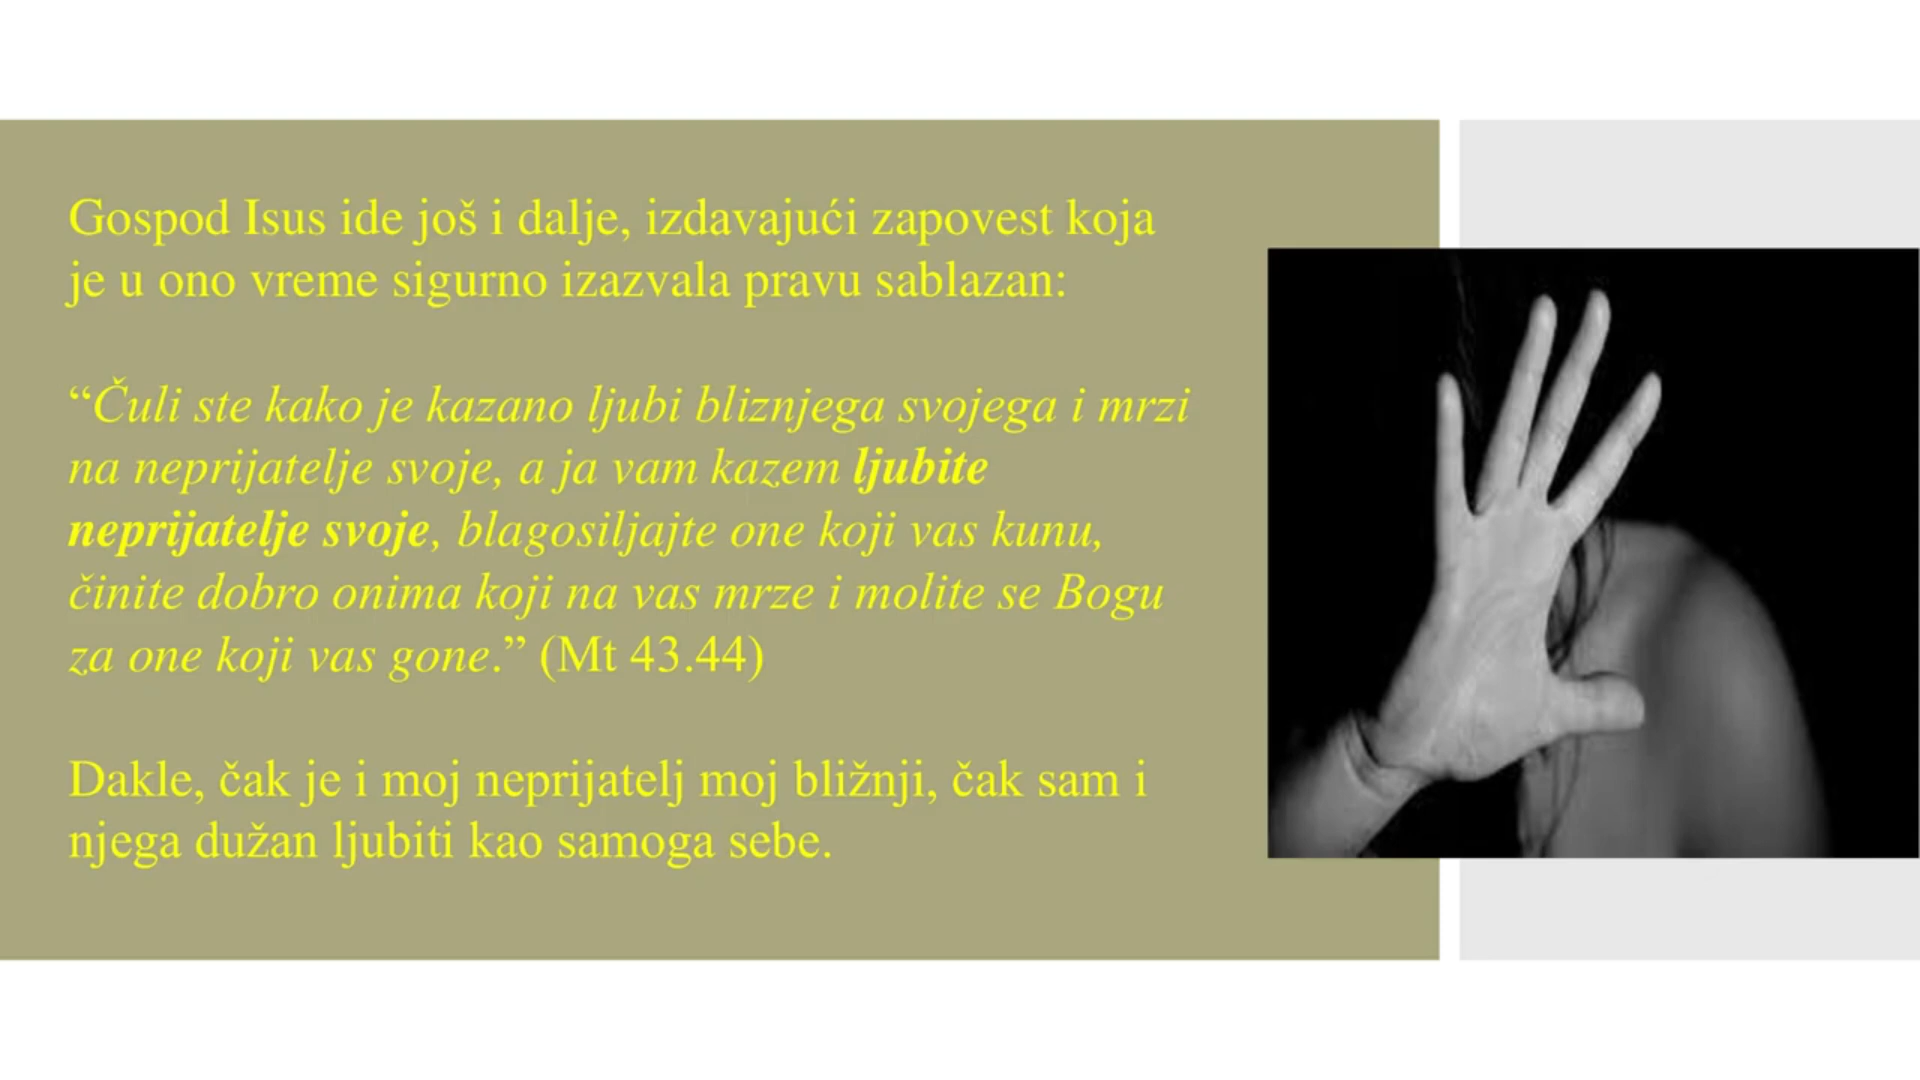 Gospod Isus ide još i dalje, izdavajući zapovest koja
je u ono vreme sigurno izazvala pravu sablazan:
“Čuli ste kako je kazano ljubi bliznjega svojega i mrzi
na neprijatelje svoje, a ja vam kazem ljubite
neprijatelje svoje, blagosiljajte one koji vas kunu,
činite dobro onima koji na vas mrze i molite se Bogu
za one koji vas gone.” (Mt 43.44)
Dakle, čak je i moj neprijatelj moj bližnji, čak sam i
njega dužan ljubiti kao samoga sebe.